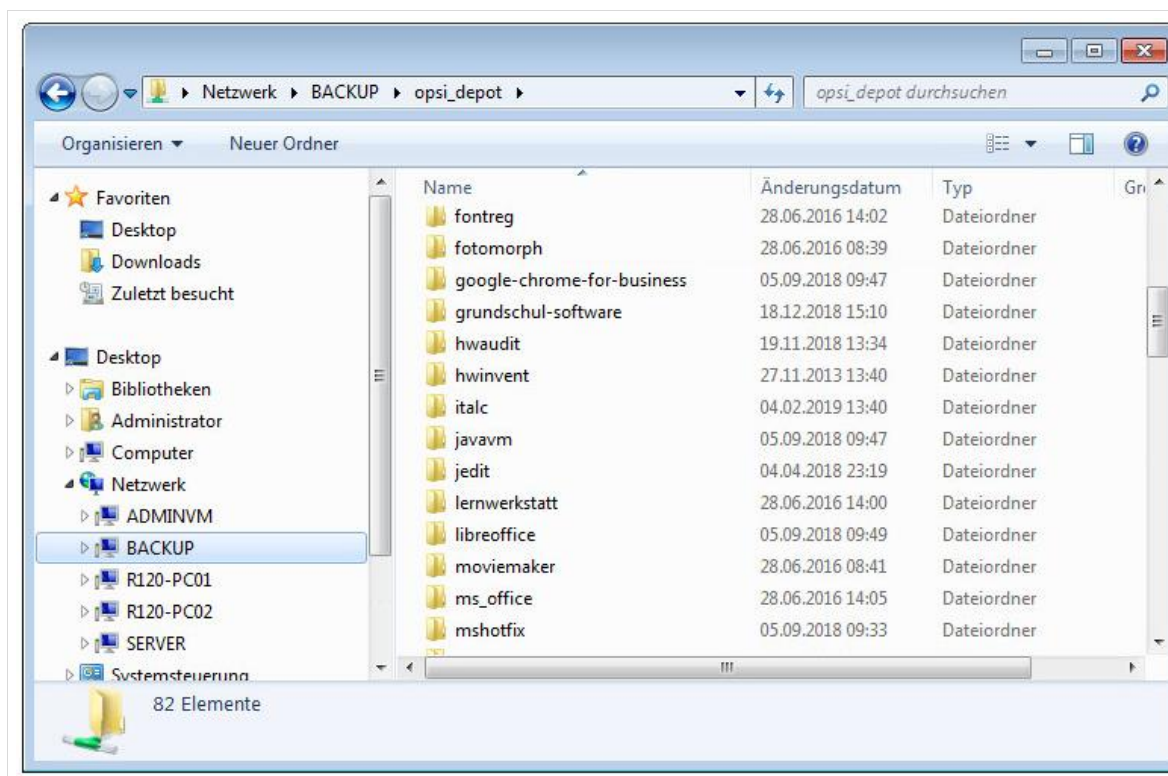 Netzwerk BACKUP opsi_depot opsi_depot durchsuchen
Organisieren Neuer Ordner
Favoriten
Desktop
Downloads
Zuletzt besucht
Desktop
Bibliotheken
Administrator
Computer
Netzwerk
ADMINVM
BACKUP
R120-PC01
R120-PC02
SERVER
Systemsteuerung
Name Änderungsdatum Typ Grö
fontreg 28.06.2016 14:02 Dateiordner
fotomorph 28.06.2016 08:39 Dateiordner
google-chrome-for-business 05.09.2018 09:47 Dateiordner
grundschul-software 18.12.2018 15:10 Dateiordner
hwaudit 19.11.2018 13:34 Dateiordner
hwinvent 27.11.2013 13:40 Dateiordner
italc 04.02.2019 13:40 Dateiordner
javavm 05.09.2018 09:47 Dateiordner
jedit 04.04.2018 23:19 Dateiordner
lernwerkstatt 28.06.2016 14:00 Dateiordner
libreoffice 05.09.2018 09:49 Dateiordner
moviemaker 28.06.2016 08:41 Dateiordner
ms_office 28.06.2016 14:05 Dateiordner
mshotfix 05.09.2018 09:33 Dateiordner
82 Elemente